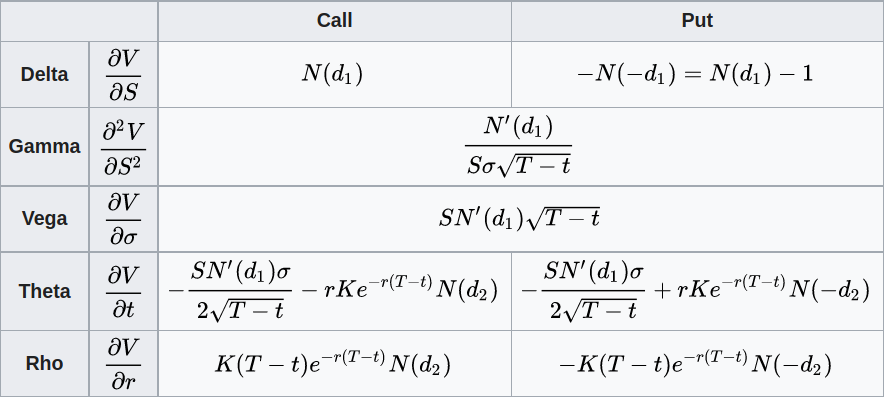 Call Put
Delta ∂V/∂S N(d₁) −N(−d₁) = N(d₁) − 1
Gamma ∂²V/∂S² N′(d₁)/(Sσ√(T − t))
Vega ∂V/∂σ SN′(d₁)√(T − t)
Theta ∂V/∂t −SN′(d₁)σ/(2√(T − t)) − rKe^(−r(T−t))N(d₂) −SN′(d₁)σ/(2√(T − t)) + rKe^(−r(T−t))N(−d₂)
Rho ∂V/∂r K(T − t)e^(−r(T−t))N(d₂) −K(T − t)e^(−r(T−t))N(−d₂)